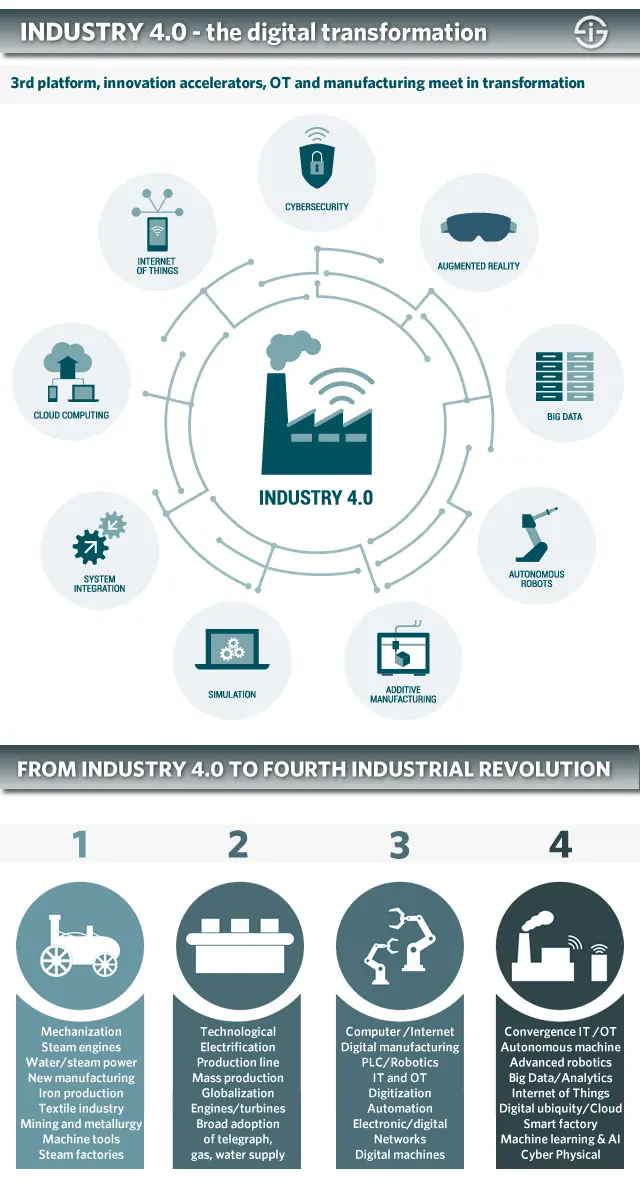 INDUSTRY 4.0 - the digital transformation
3rd platform, innovation accelerators, OT and manufacturing meet in transformation
CYBERSECURITY
INTERNET
OF THINGS
AUGMENTED REALITY
CLOUD COMPUTING
BIG DATA
INDUSTRY 4.0
SYSTEM
INTEGRATION
AUTONOMOUS
ROBOTS
SIMULATION
ADDITIVE
MANUFACTURING
FROM INDUSTRY 4.0 TO FOURTH INDUSTRIAL REVOLUTION
1
Mechanization
Steam engines
Water/steam power
New manufacturing
Iron production
Textile industry
Mining and metallurgy
Machine tools
Steam factories
2
Technological
Electrification
Production line
Mass production
Globalization
Engines/turbines
Broad adoption
of telegraph,
gas, water supply
3
Computer /Internet
Digital manufacturing
PLC/Robotics
IT and OT
Digitization
Automation
Electronic/digital
Networks
Digital machines
4
Convergence IT /OT
Autonomous machine
Advanced robotics
Big Data/Analytics
Internet of Things
Digital ubiquity/Cloud
Smart factory
Machine learning & AI
Cyber Physical